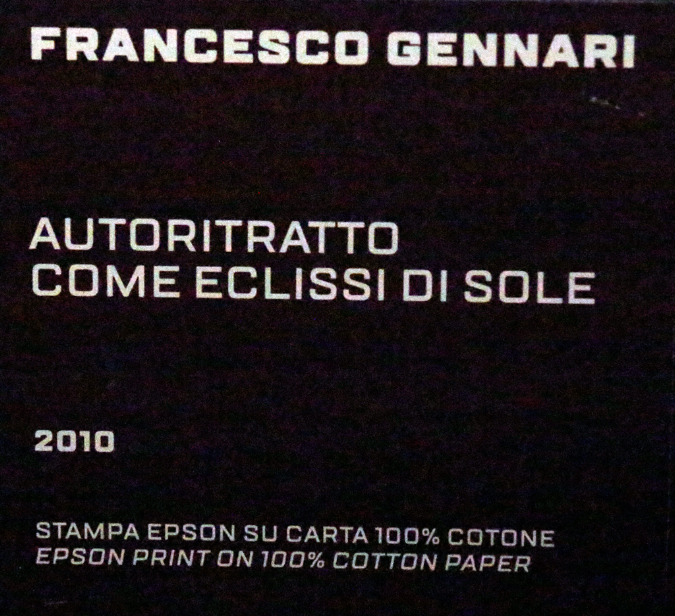 FRANCESCO GENNARI
AUTORITRATTO
COME ECLISSI DI SOLE
2010
STAMPA EPSON SU CARTA 100% COTONE
EPSON PRINT ON 100% COTTON PAPER